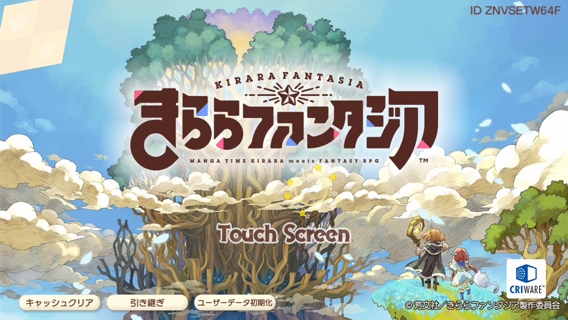 ID ZNVSETW64F
KIRARA FANTASIA
きららファンタジア
MANGA TIME KIRARA meets FANTASY RPG
TM
Touch Screen
キャッシュクリア
引き継ぎ
ユーザーデータ初期化
CRIWARE
© 芳文社／きららファンタジア製作委員会